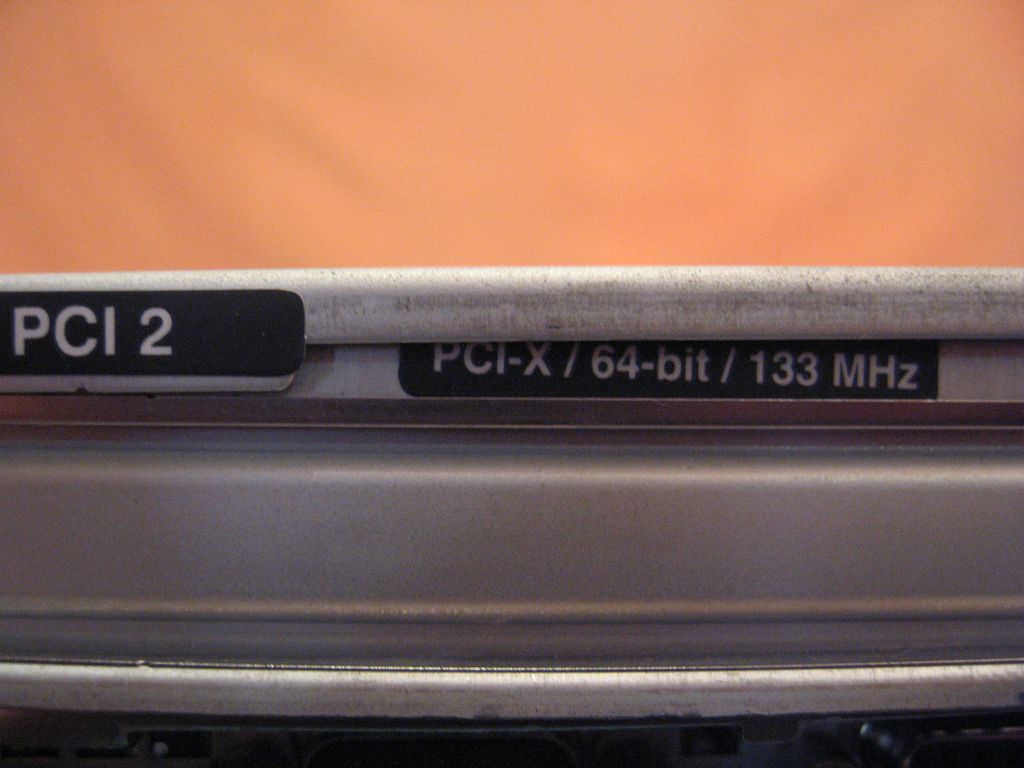 PCI 2
PCI-X / 64-bit / 133 MHz